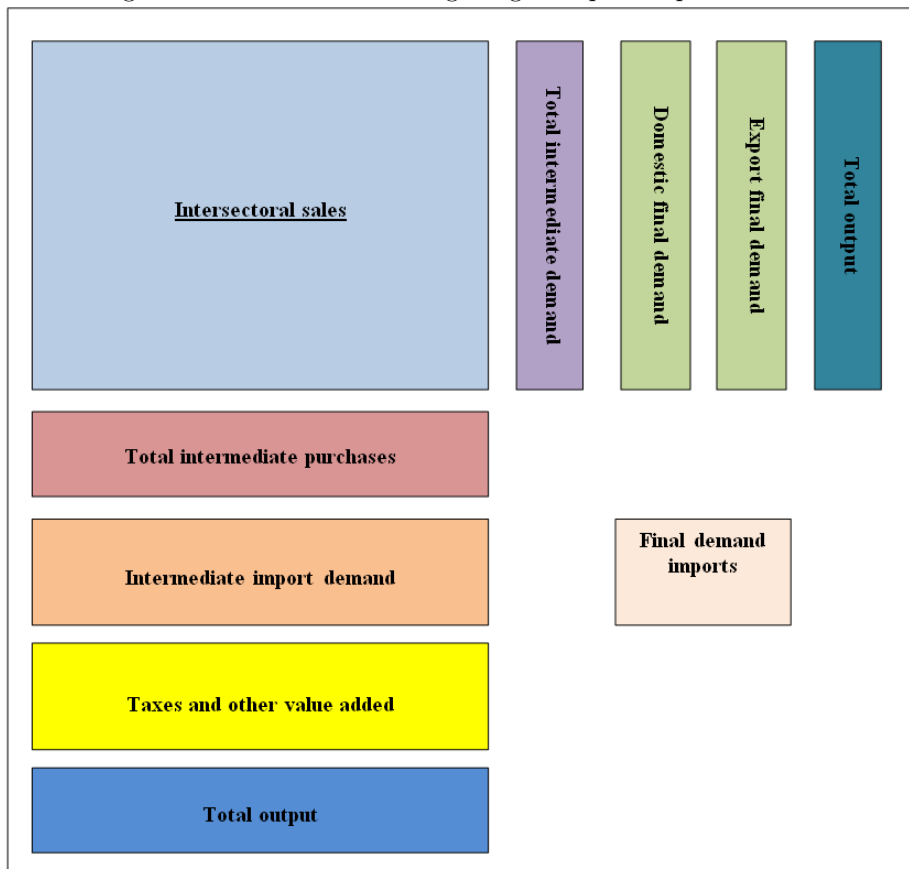 Intersectoral sales
Total intermediate demand
Domestic final demand
Export final demand
Total output
Total intermediate purchases
Intermediate import demand
Final demand
imports
Taxes and other value added
Total output